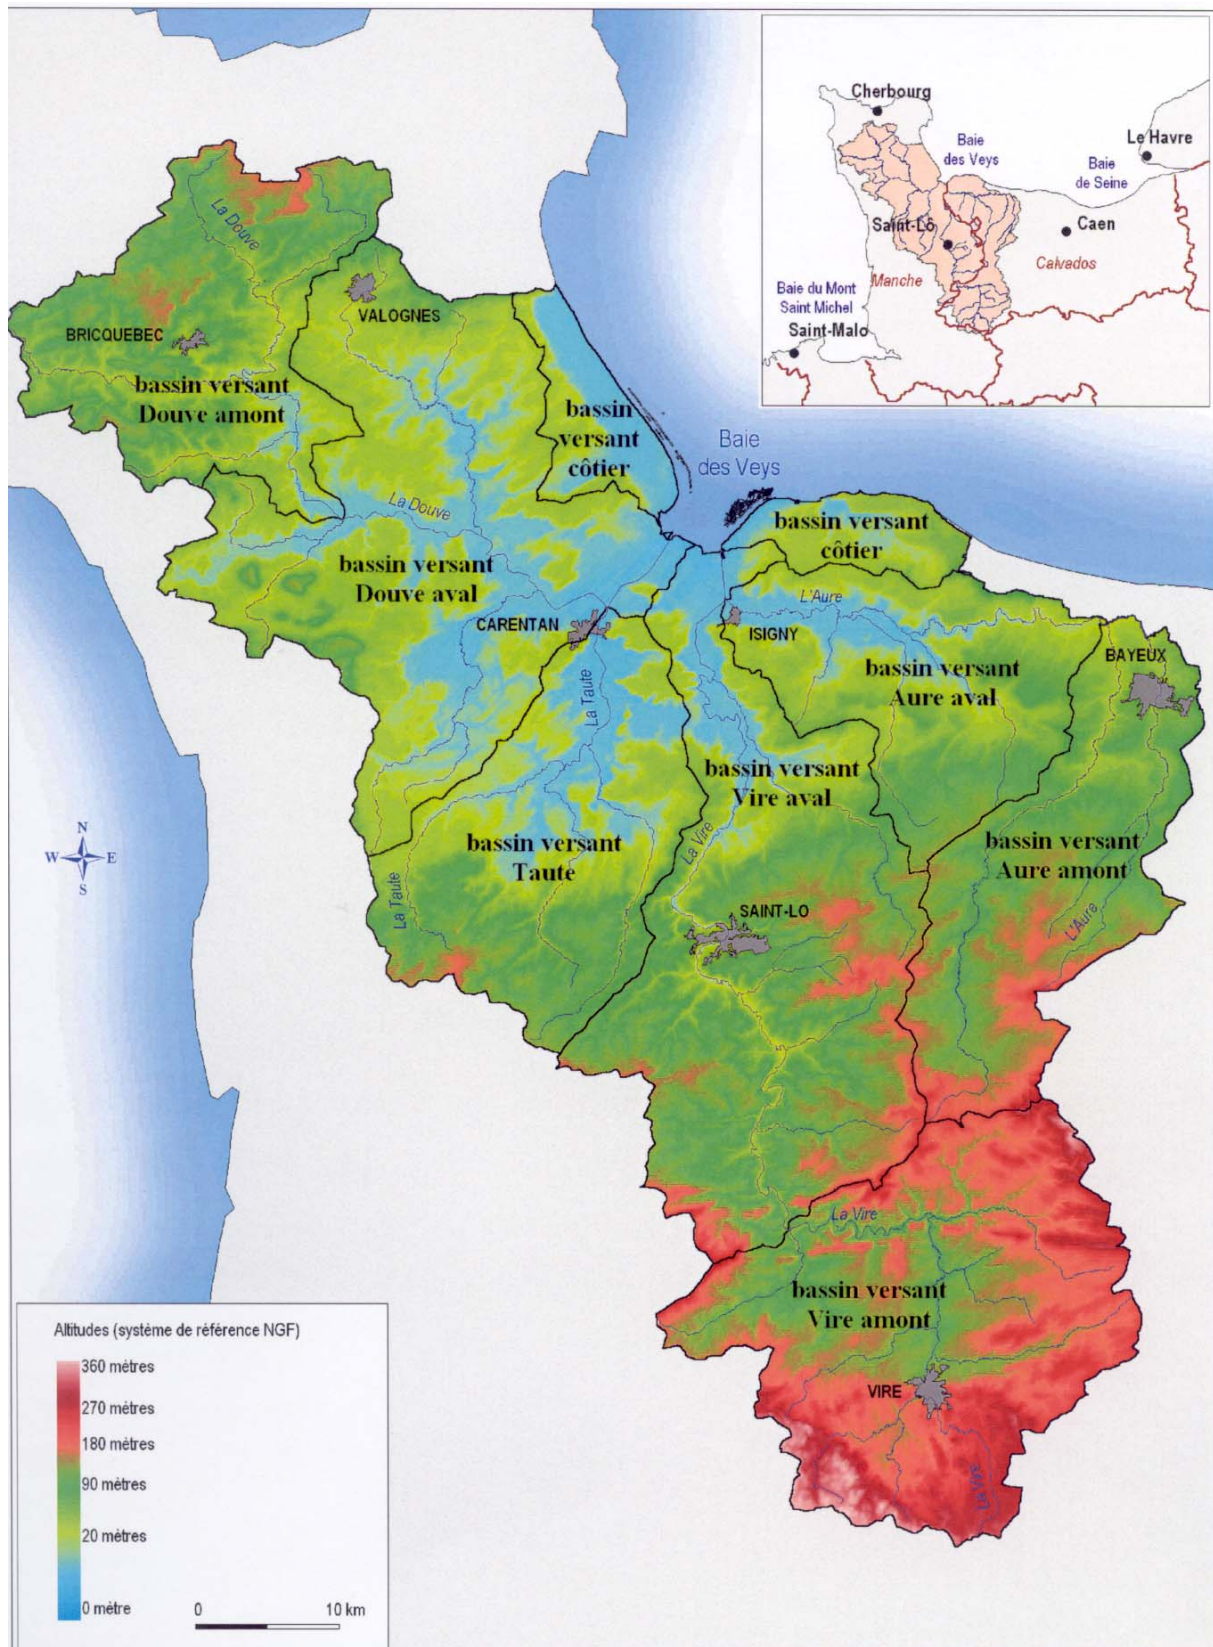 Cherbourg
Baie
des Veys
Le Havre
Baie
de Seine
Saint-Lô
Caen
Manche
Calvados
Baie du Mont
Saint Michel
Saint-Malo
La Douve
VALOGNES
BRICQUEBEC
bassin versant
Douve amont
bassin
versant
côtier
Baie
des Veys
La Douve
bassin versant
côtier
bassin versant
Douve aval
L'Aure
CARENTAN
ISIGNY
BAYEUX
bassin versant
Aure aval
La Taute
bassin versant
Vire aval
N
W
E
S
La Vire
bassin versant
Taute
bassin versant
Aure amont
La Taute
SAINT-LO
L'Aure
La Vire
bassin versant
Vire amont
VIRE
La Vire
Altitudes (système de référence NGF)
360 mètres
270 mètres
180 mètres
90 mètres
20 mètres
0 mètre
0
10 km